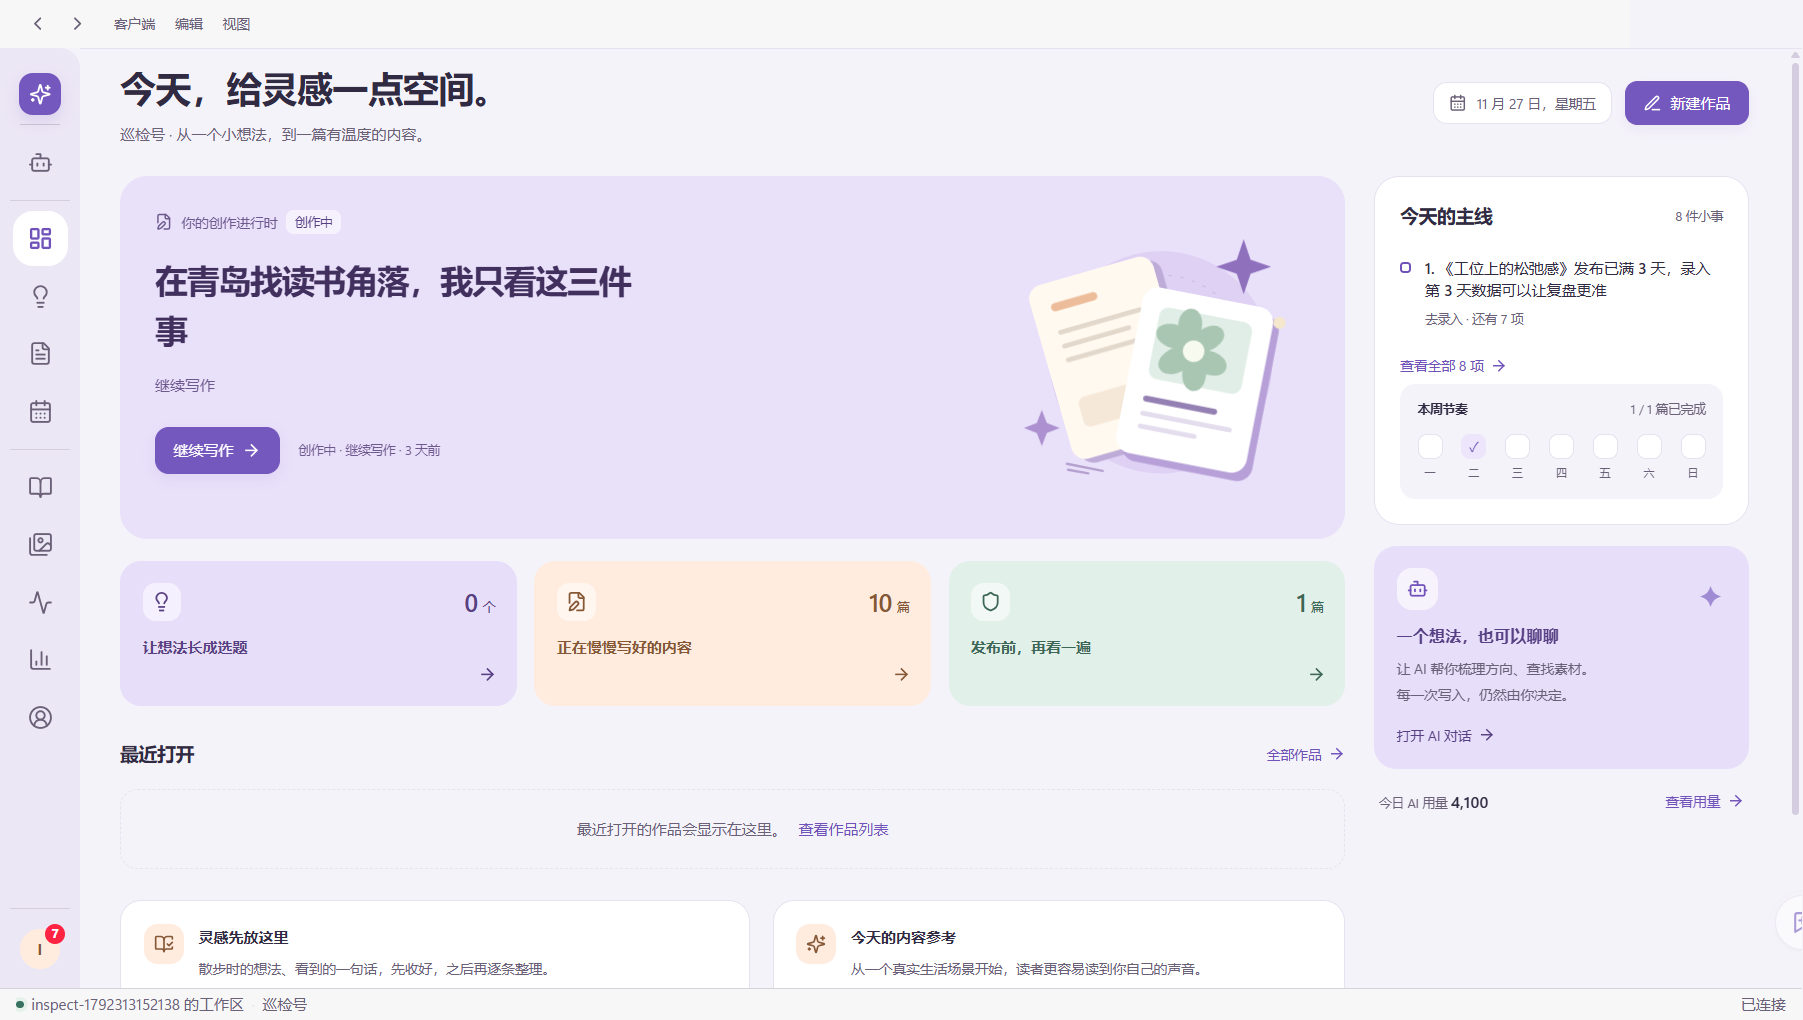 客户端 编辑 视图
今天，给灵感一点空间。
巡检号 · 从一个小想法，到一篇有温度的内容。
11 月 27 日，星期五
新建作品
你的创作进行时 创作中
在青岛找读书角落，我只看这三件
事
继续写作
继续写作
创作中 · 继续写作 · 3 天前
今天的主线
8 件小事
1. 《工位上的松弛感》发布已满 3 天，录入
第 3 天数据可以让复盘更准
去录入 · 还有 7 项
查看全部 8 项
本周节奏
1 / 1 篇已完成
一 二 三 四 五 六 日
0 个
让想法长成选题
10 篇
正在慢慢写好的内容
1 篇
发布前，再看一遍
一个想法，也可以聊聊
让 AI 帮你梳理方向、查找素材。
每一次写入，仍然由你决定。
打开 AI 对话
今日 AI 用量 4,100
查看用量
最近打开
全部作品
最近打开的作品会显示在这里。 查看作品列表
灵感先放这里
散步时的想法、看到的一句话，先收好，之后再逐条整理。
今天的内容参考
从一个真实生活场景开始，读者更容易读到你自己的声音。
I
7
inspect-1792313152138 的工作区 · 巡检号
已连接